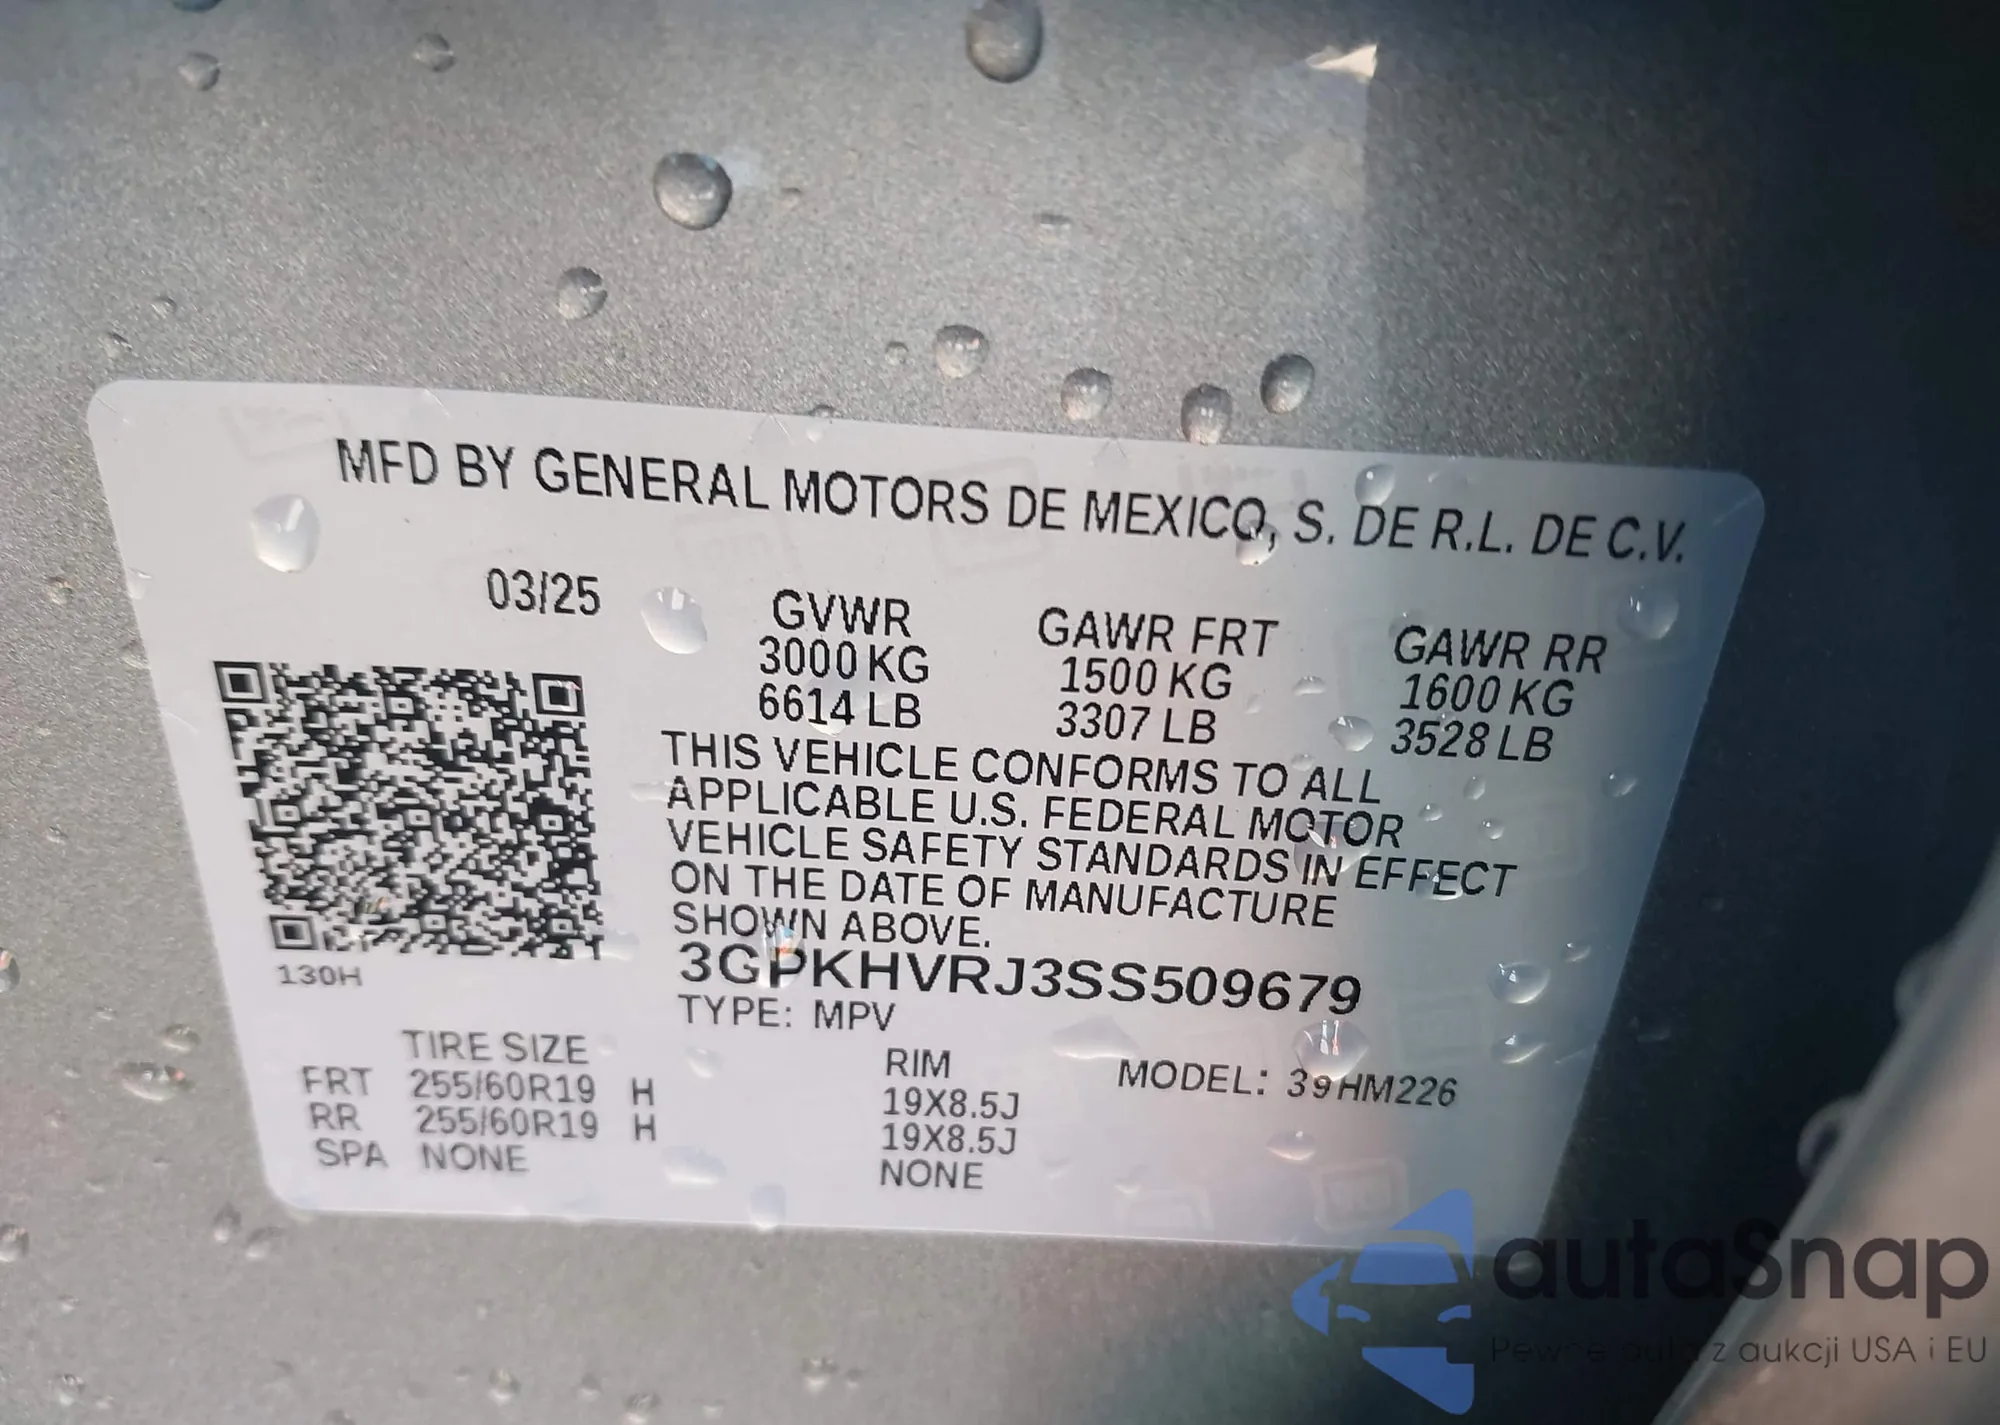 MFD BY GENERAL MOTORS DE MEXICO, S. DE R.L. DE C.V.
03/25
GVWR
3000 KG
6614 LB
GAWR FRT
1500 KG
3307 LB
GAWR RR
1600 KG
3528 LB
THIS VEHICLE CONFORMS TO ALL
APPLICABLE U.S. FEDERAL MOTOR
VEHICLE SAFETY STANDARDS IN EFFECT
ON THE DATE OF MANUFACTURE
SHOWN ABOVE.
3GPKHVRJ3SS509679
TYPE: MPV
130H
TIRE SIZE
FRT 255/60R19 H
RR 255/60R19 H
SPA NONE
RIM
19X8.5J
19X8.5J
NONE
MODEL: 39HM226
autaSnap
Pewne auta z aukcji USA i EU